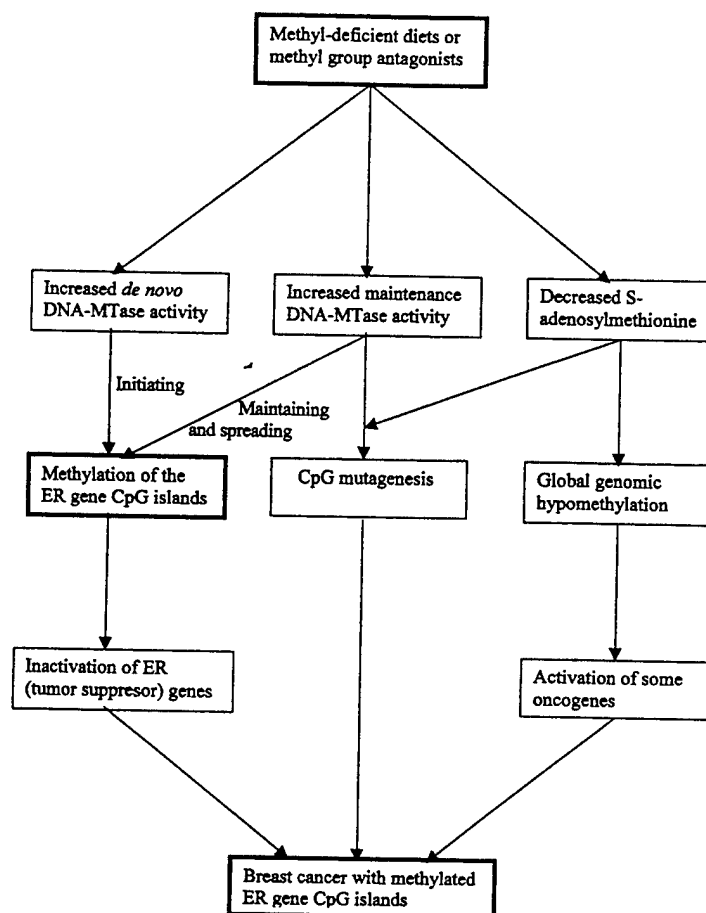 Methyl-deficient diets or
methyl group antagonists
Increased de novo
DNA-MTase activity
Increased maintenance
DNA-MTase activity
Decreased S-
adenosylmethionine
Initiating
Maintaining
and spreading
Methylation of the
ER gene CpG islands
CpG mutagenesis
Global genomic
hypomethylation
Inactivation of ER
(tumor suppresor) genes
Activation of some
oncogenes
Breast cancer with methylated
ER gene CpG islands